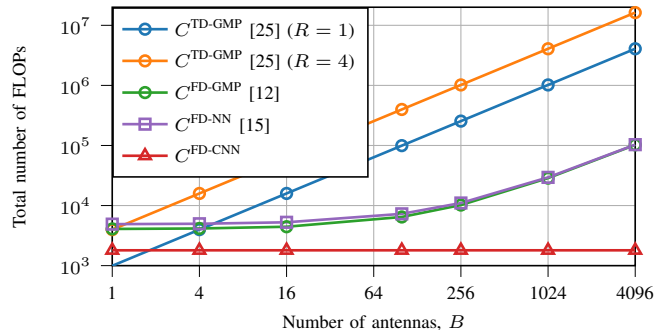 Total number of FLOPs
10^7
10^6
10^5
10^4
10^3
C^TD-GMP [25] (R = 1)
C^TD-GMP [25] (R = 4)
C^FD-GMP [12]
C^FD-NN [15]
C^FD-CNN
1 4 16 64 256 1024 4096
Number of antennas, B